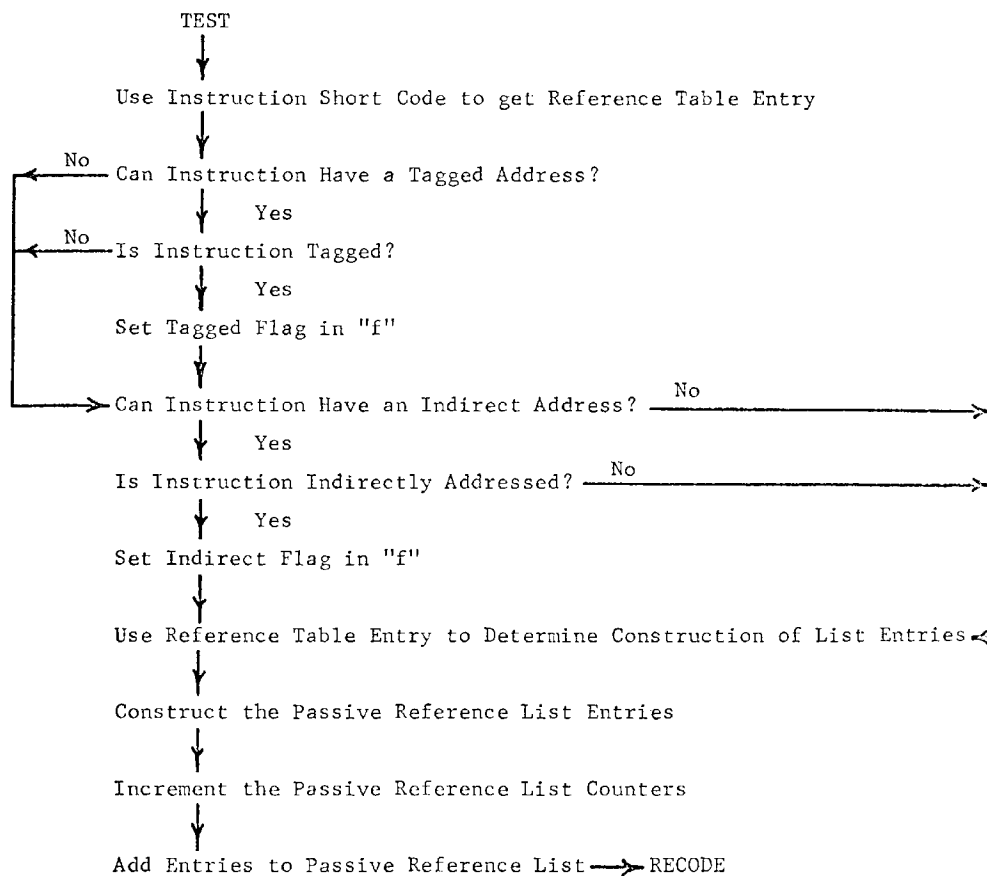 TEST
Use Instruction Short Code to get Reference Table Entry
No
Can Instruction Have a Tagged Address?
Yes
No
Is Instruction Tagged?
Yes
Set Tagged Flag in "f"
Can Instruction Have an Indirect Address?
No
Yes
Is Instruction Indirectly Addressed?
No
Yes
Set Indirect Flag in "f"
Use Reference Table Entry to Determine Construction of List Entries
Construct the Passive Reference List Entries
Increment the Passive Reference List Counters
Add Entries to Passive Reference List
RECODE